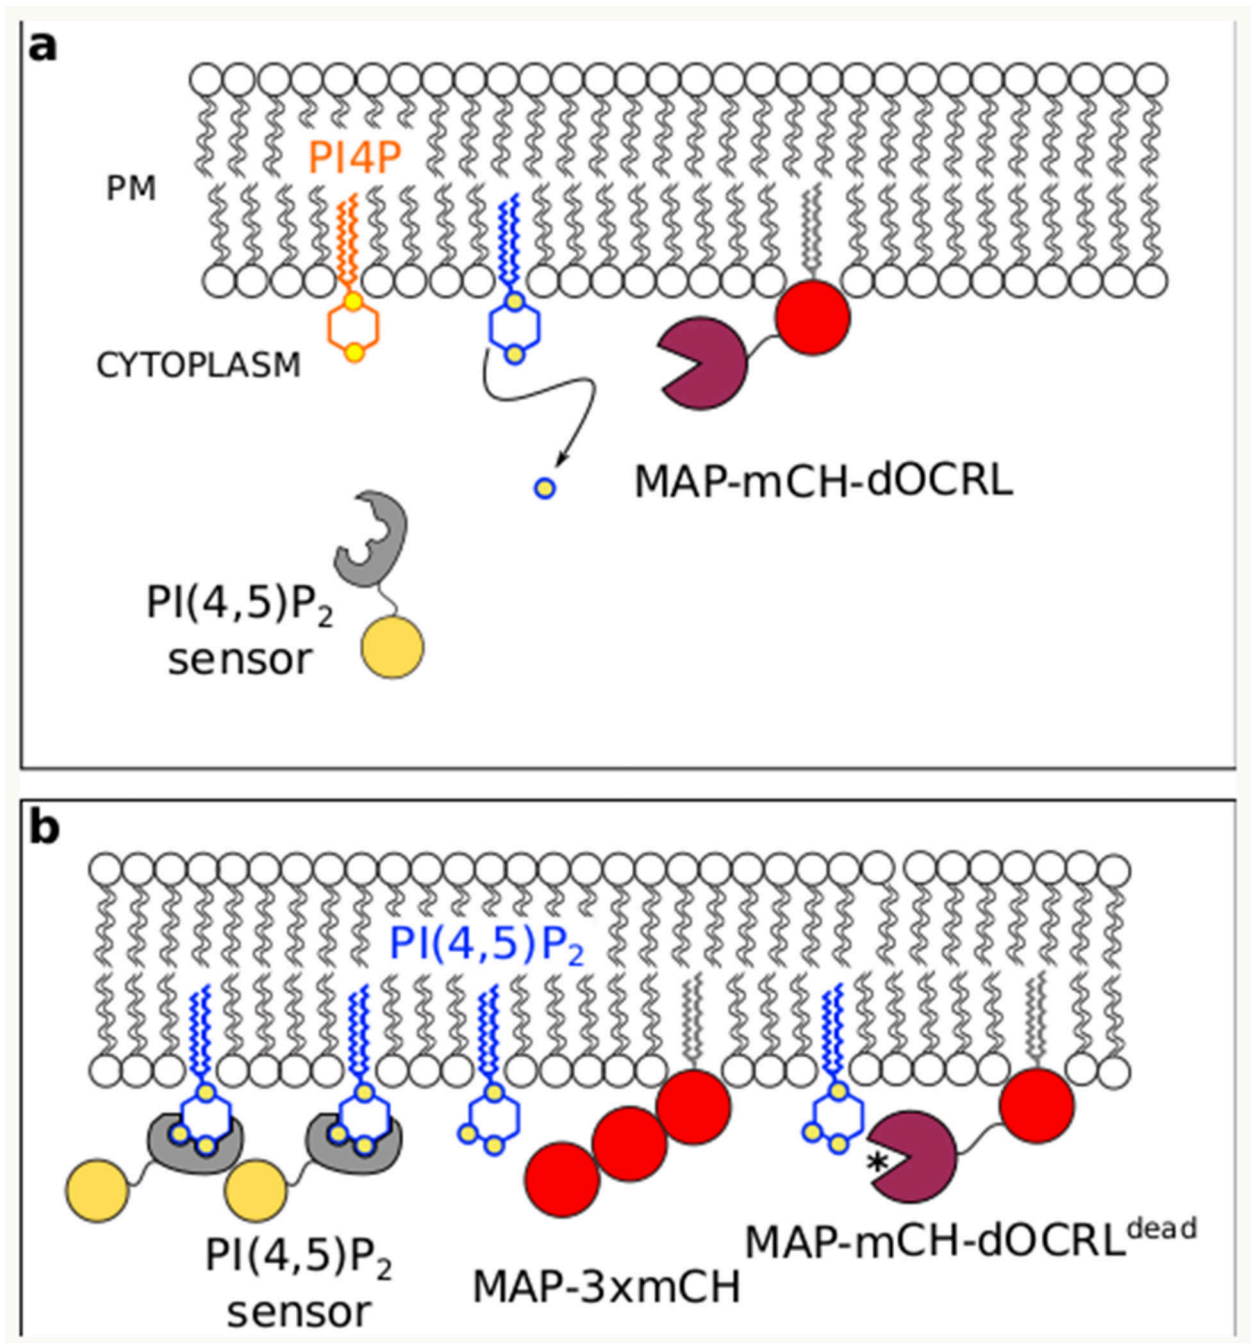 a
PI4P
PM
CYTOPLASM
MAP-mCH-dOCRL
PI(4,5)P₂
sensor
b
PI(4,5)P₂
*
PI(4,5)P₂
sensor
MAP-3xmCH
MAP-mCH-dOCRLdead